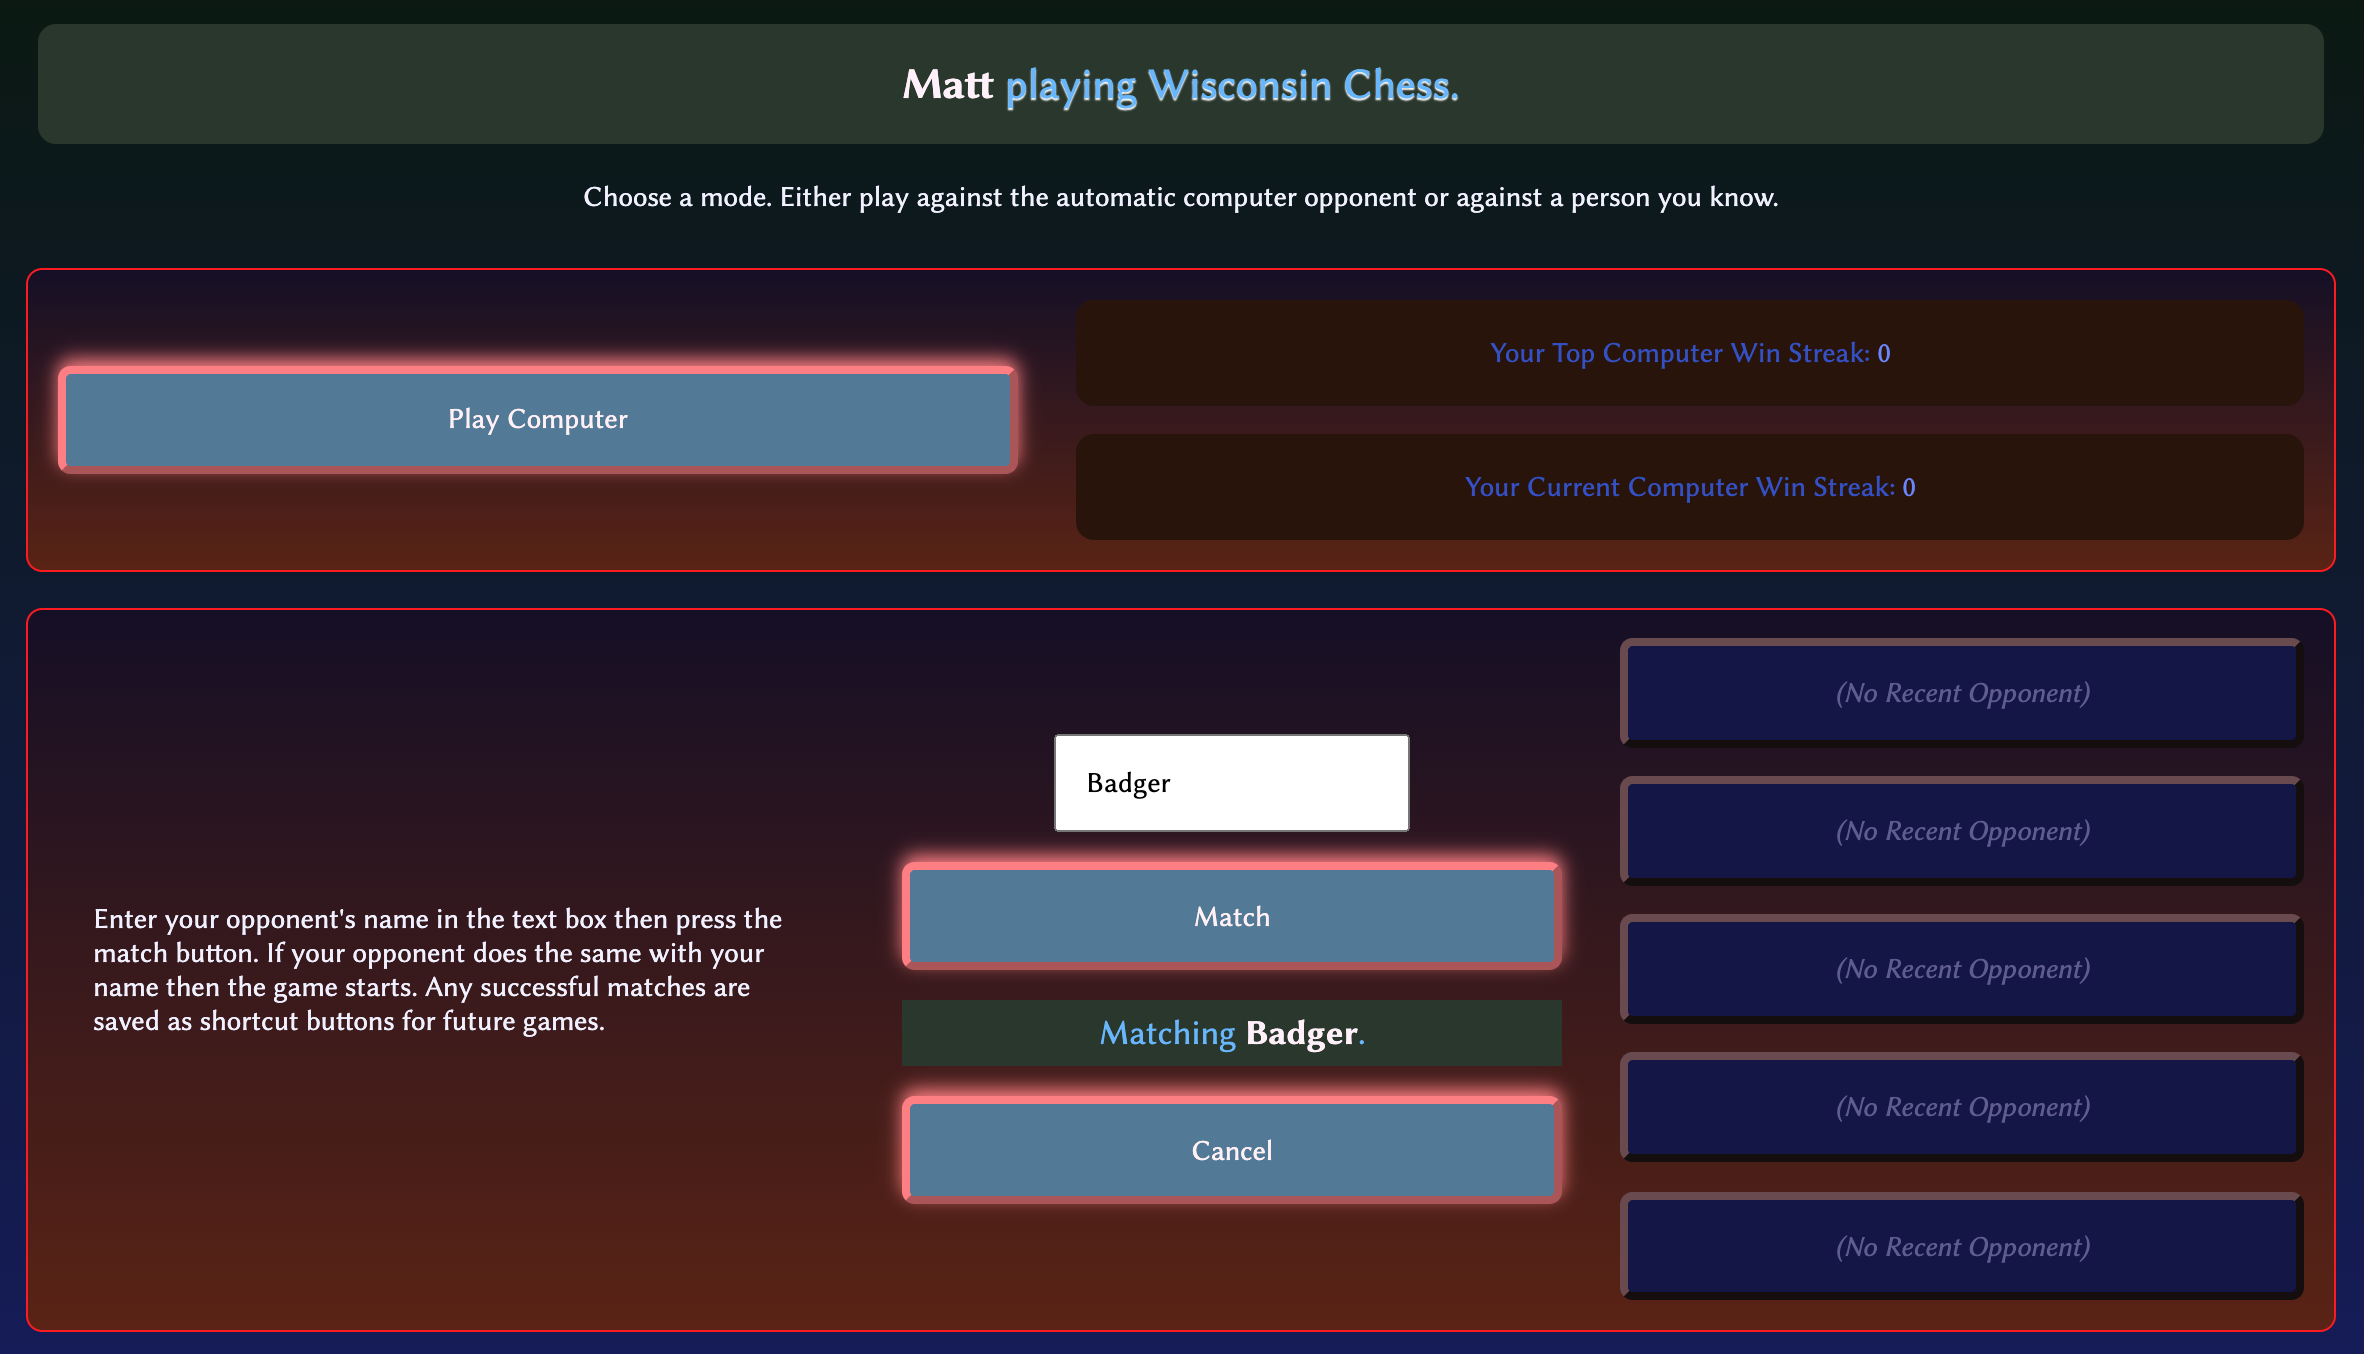 Matt playing Wisconsin Chess.
Choose a mode. Either play against the automatic computer opponent or against a person you know.
Play Computer
Your Top Computer Win Streak: 0
Your Current Computer Win Streak: 0
Enter your opponent's name in the text box then press the
match button. If your opponent does the same with your
name then the game starts. Any successful matches are
saved as shortcut buttons for future games.
Badger
Match
Matching Badger.
Cancel
(No Recent Opponent)
(No Recent Opponent)
(No Recent Opponent)
(No Recent Opponent)
(No Recent Opponent)